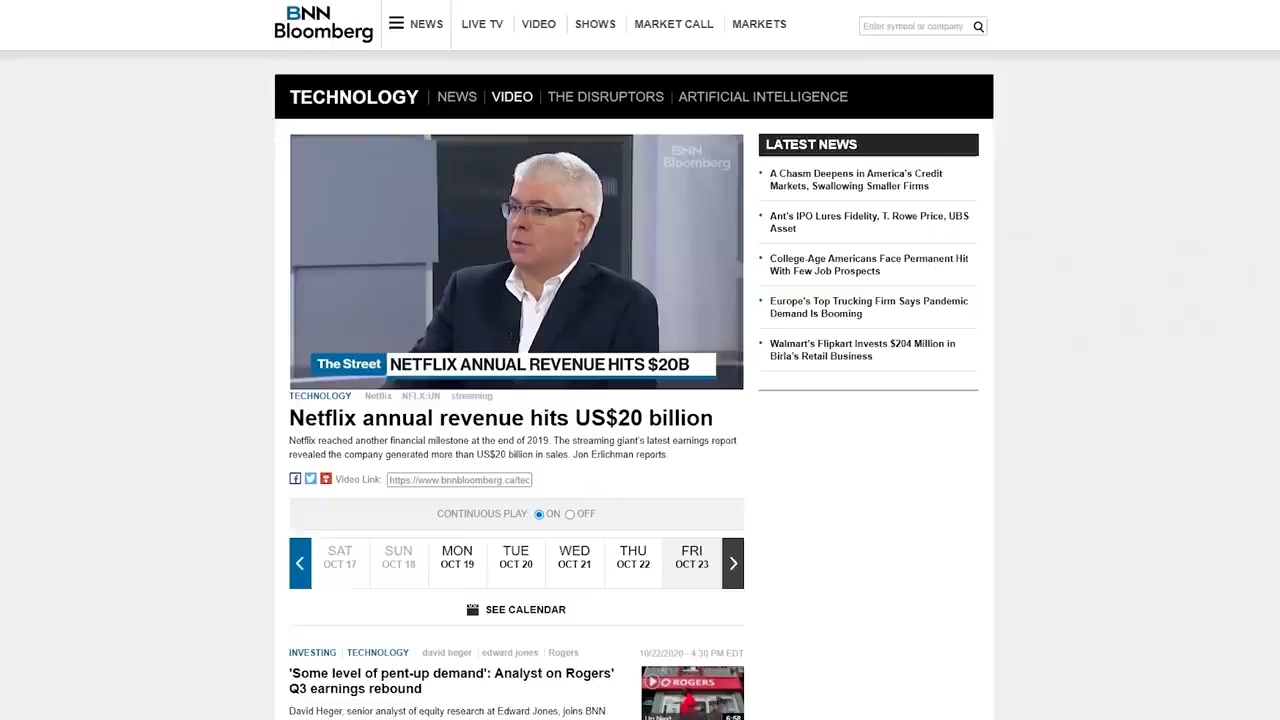 BNN
Bloomberg
NEWS
LIVE TV
VIDEO
SHOWS
MARKET CALL
MARKETS
Enter symbol or company
TECHNOLOGY
NEWS
VIDEO
THE DISRUPTORS
ARTIFICIAL INTELLIGENCE
BNN
Bloomberg
The Street
NETFLIX ANNUAL REVENUE HITS $20B
TECHNOLOGY Netflix NFLX:UN streaming
Netflix annual revenue hits US$20 billion
Netflix reached another financial milestone at the end of 2019. The streaming giant's latest earnings report
revealed the company generated more than US$20 billion in sales. Jon Erlichman reports.
Video Link: https://www.bnnbloomberg.ca/tec
CONTINUOUS PLAY: ON OFF
SAT
OCT 17
SUN
OCT 18
MON
OCT 19
TUE
OCT 20
WED
OCT 21
THU
OCT 22
FRI
OCT 23
SEE CALENDAR
INVESTING TECHNOLOGY david heger edward jones Rogers
10/22/2020 - 4:30 PM EDT
'Some level of pent-up demand': Analyst on Rogers'
Q3 earnings rebound
David Heger, senior analyst of equity research at Edward Jones, joins BNN
ROGERS
Up Next
6:58
LATEST NEWS
A Chasm Deepens in America's Credit
Markets, Swallowing Smaller Firms
Ant's IPO Lures Fidelity, T. Rowe Price, UBS
Asset
College-Age Americans Face Permanent Hit
With Few Job Prospects
Europe's Top Trucking Firm Says Pandemic
Demand Is Booming
Walmart's Flipkart Invests $204 Million in
Birla's Retail Business